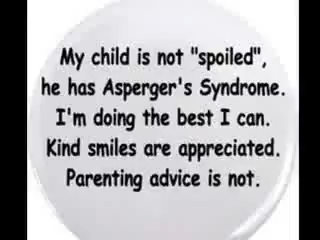 My child is not "spoiled",
he has Asperger's Syndrome.
I'm doing the best I can.
Kind smiles are appreciated.
Parenting advice is not.